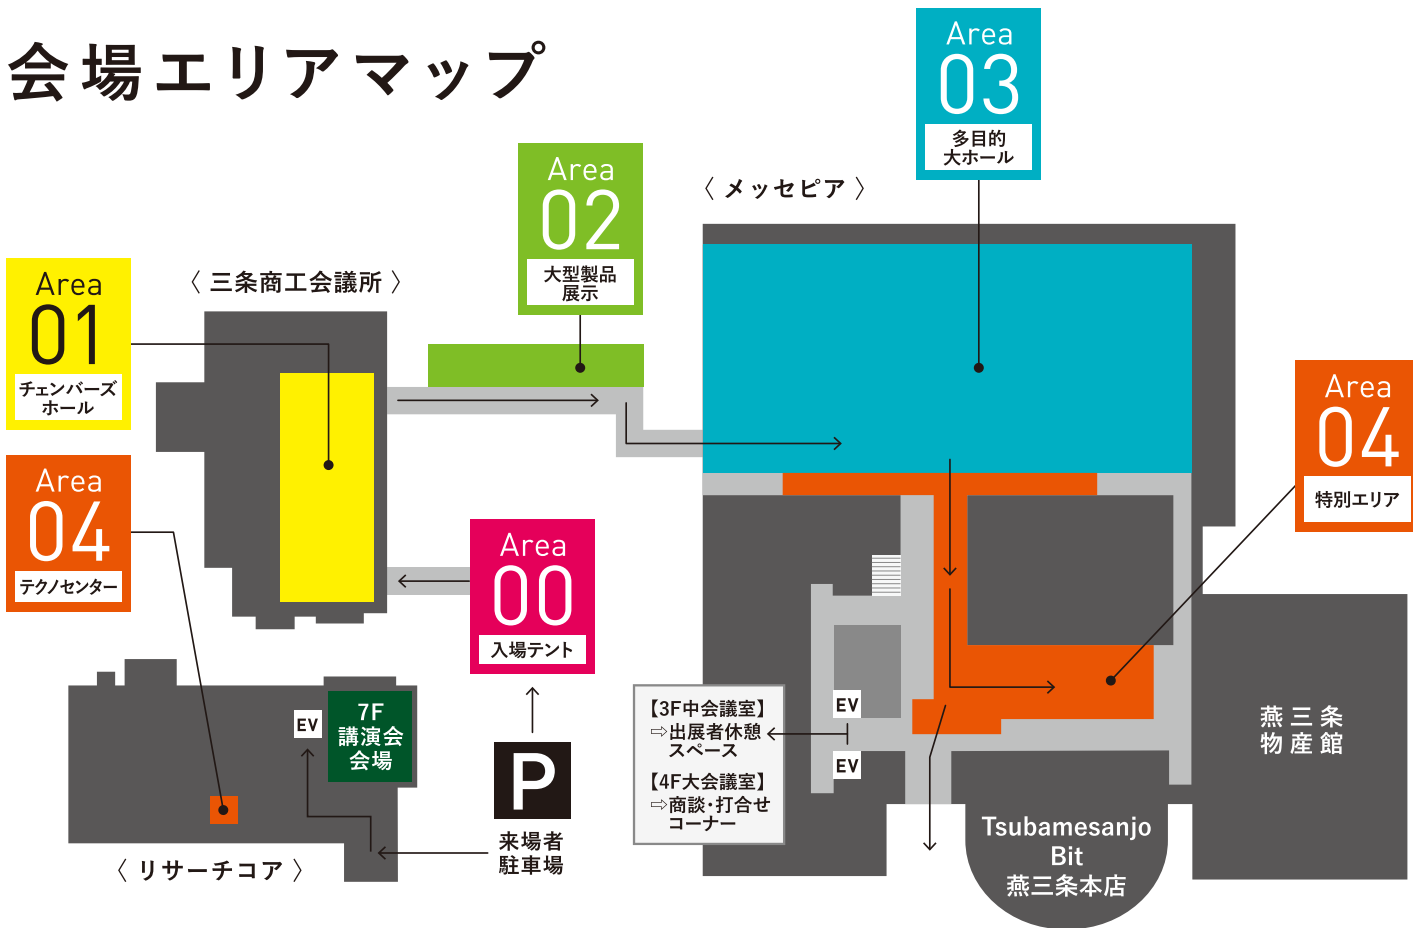 会場エリアマップ
Area
03
多目的
大ホール
Area
02
大型製品
展示
〈 メッセピア 〉
Area
01
チェンバーズ
ホール
〈 三条商工会議所 〉
Area
04
特別エリア
Area
04
テクノセンター
Area
00
入場テント
7F
講演会
会場
EV
P
来場者
駐車場
〈 リサーチコア 〉
【3F中会議室】
⇨出展者休憩
スペース
【4F大会議室】
⇨商談・打合せ
コーナー
EV
EV
燕三条
物産館
Tsubamesanjo
Bit
燕三条本店